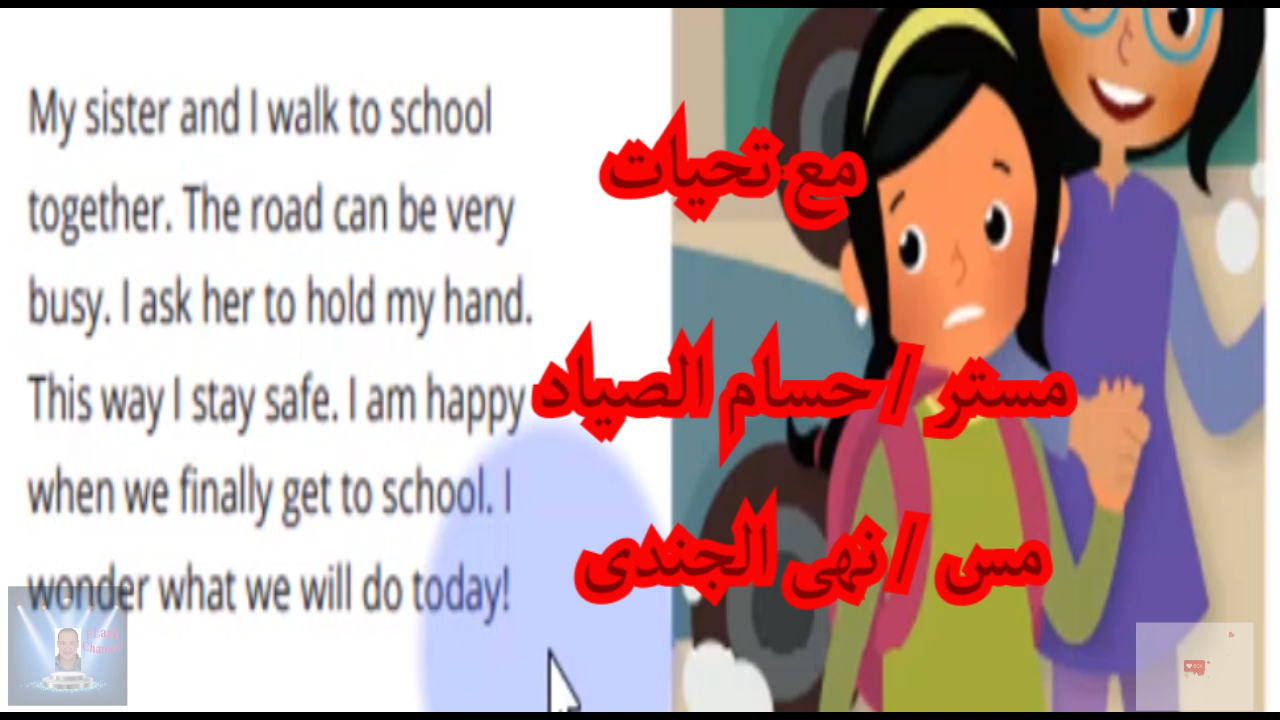 My sister and I walk to school
together. The road can be very
busy. I ask her to hold my hand.
This way I stay safe. I am happy
when we finally get to school. I
wonder what we will do today!
مع تحيات
مستر / حسام الصياد
مس / نهى الجندى